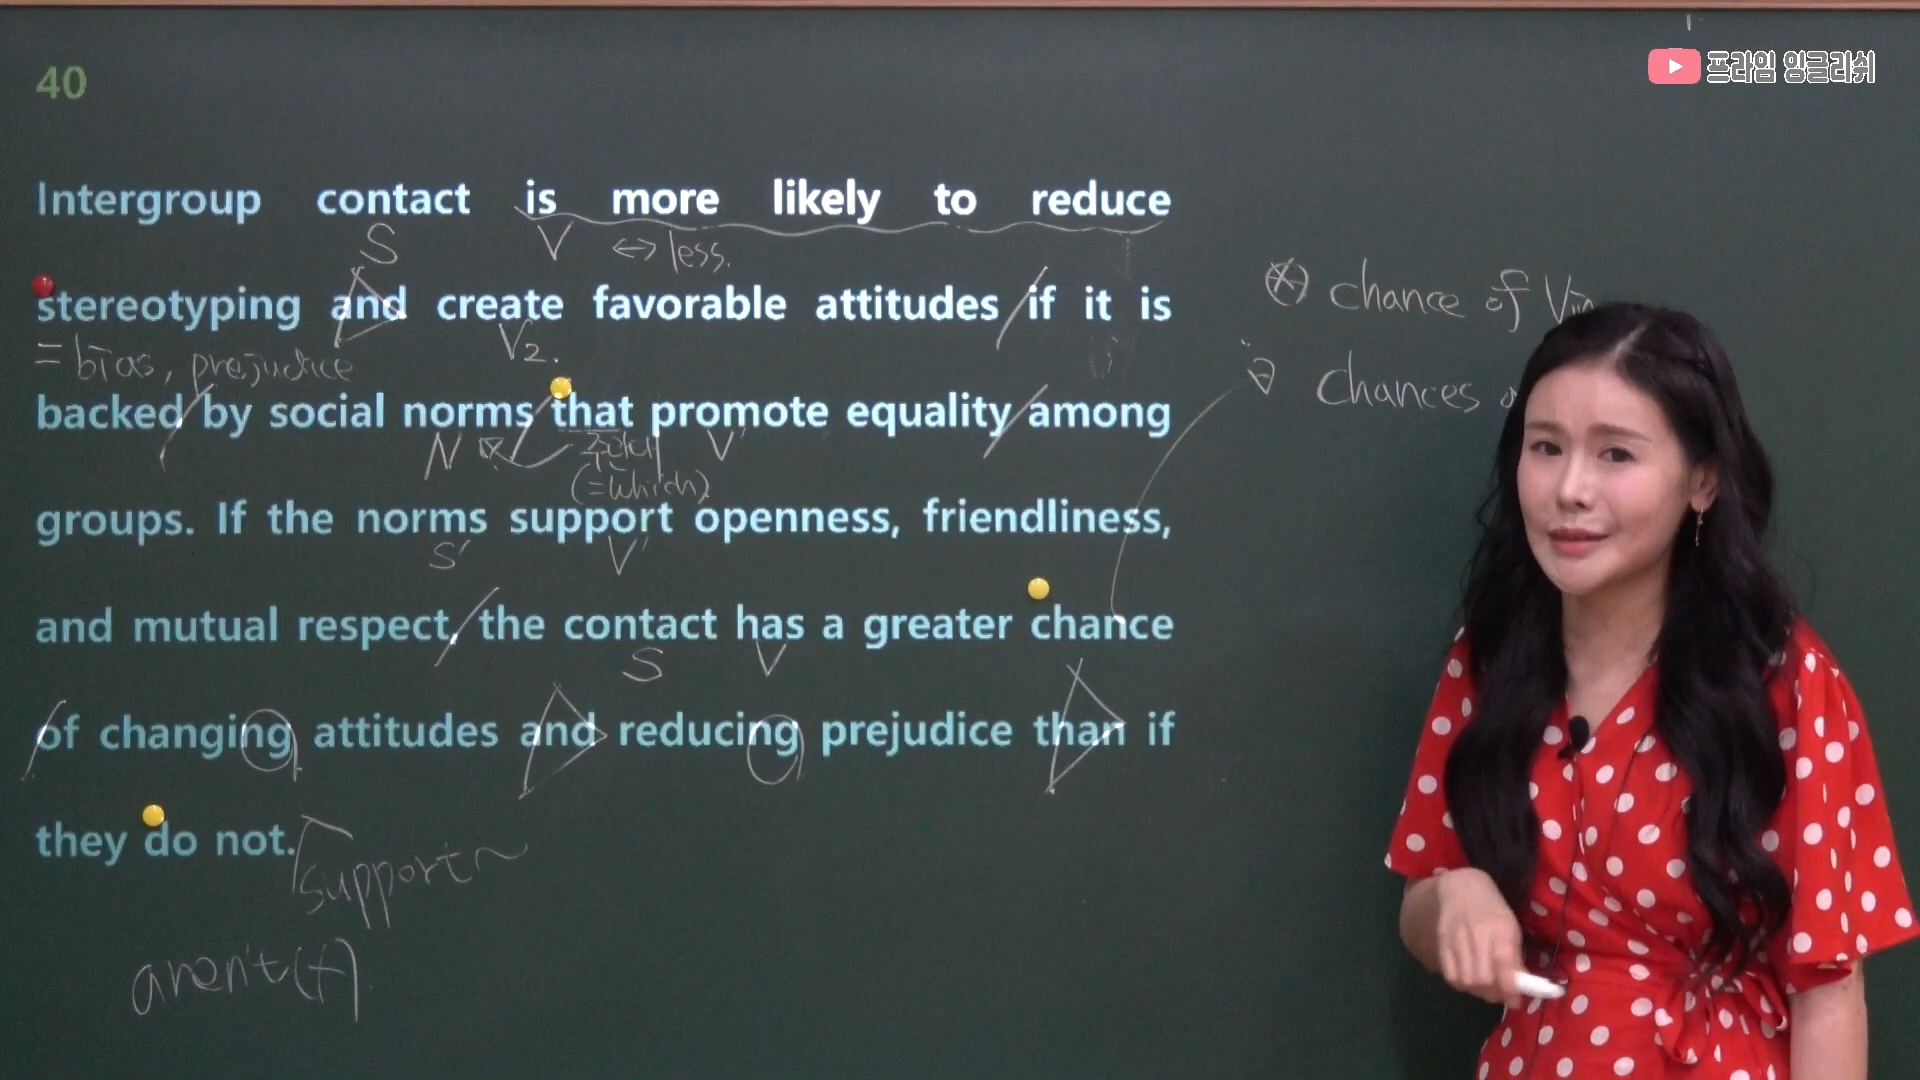 프라임 잉글리쉬
40
Intergroup contact is more likely to reduce
S V ↔ less.
stereotyping and create favorable attitudes if it is
= bias, prejudice V2.
backed by social norms that promote equality among
N 주관대 V'
(=which)
groups. If the norms support openness, friendliness,
S' V'
and mutual respect, the contact has a greater chance
S V
of changing attitudes and reducing prejudice than if
they do not.
support~
aren't(f)
chance of
chances